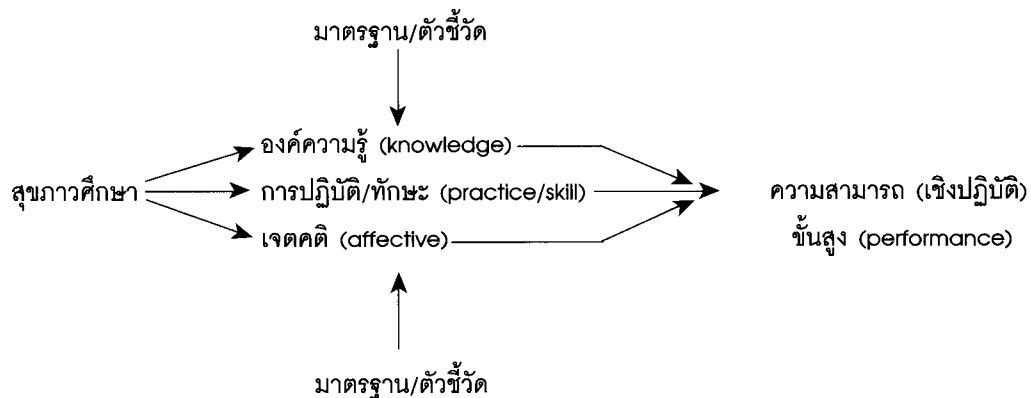 มาตรฐาน/ตัวชี้วัด
องค์ความรู้ (knowledge)
สุขภาวศึกษา
การปฏิบัติ/ทักษะ (practice/skill)
ความสามารถ (เชิงปฏิบัติ)
เจตคติ (affective)
ขั้นสูง (performance)
มาตรฐาน/ตัวชี้วัด